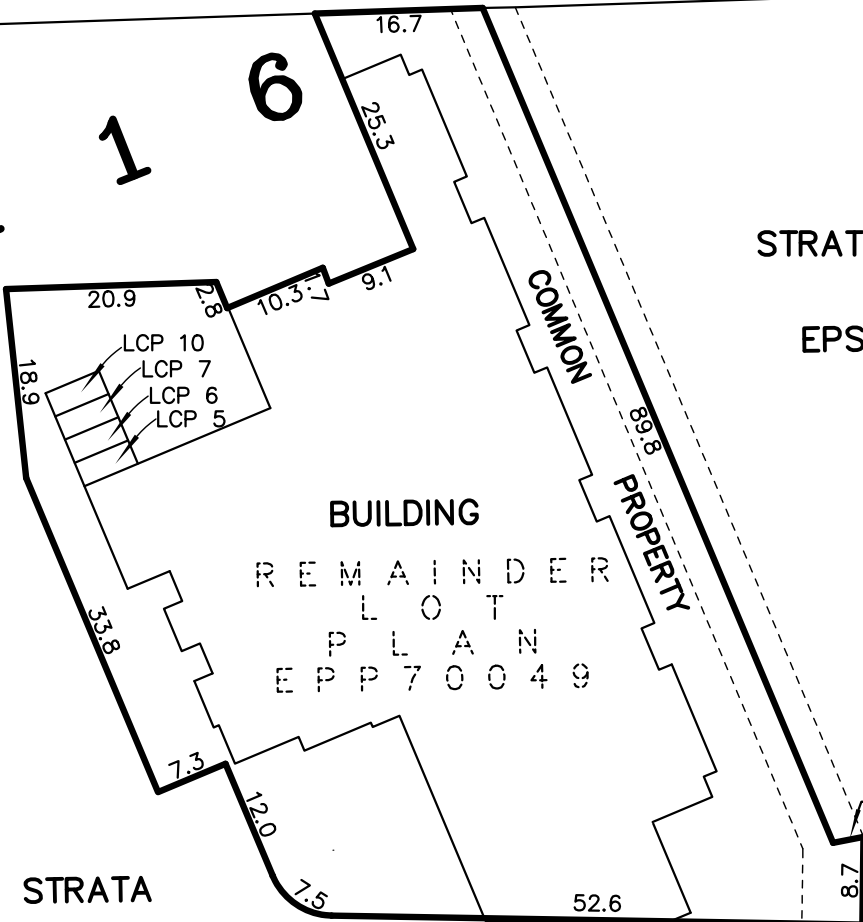 16.7
1 6
25.3
STRAT
9.1
1.7
10.3
2.8
20.9
COMMON
EPS
LCP 10
LCP 7
LCP 6
LCP 5
18.9
89.8
BUILDING
PROPERTY
REMAINDER
LOT
PLAN
EPP70049
33.8
7.3
12.0
STRATA
7.5
52.6
8.7